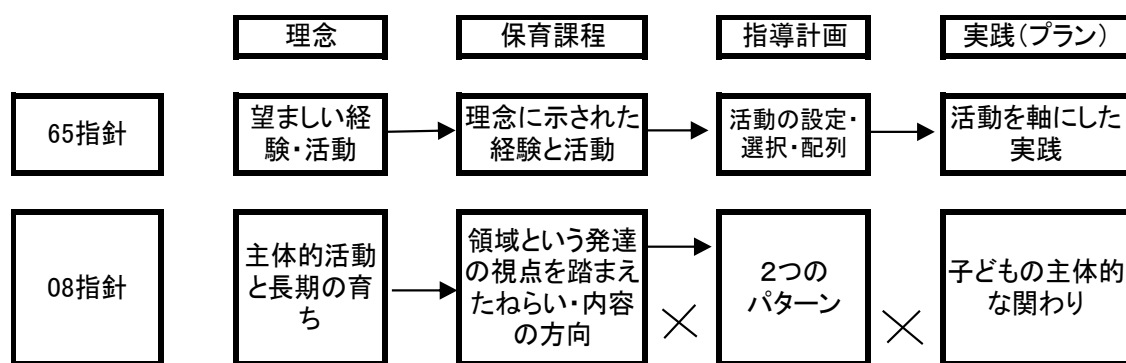 理念
保育課程
指導計画
実践(プラン)
65指針
望ましい経
験・活動
理念に示された
経験と活動
活動の設定・
選択・配列
活動を軸にした
実践
08指針
主体的活動
と長期の育
ち
領域という発達
の視点を踏まえ
たねらい・内容
の方向
2つの
パターン
子どもの主体的
な関わり